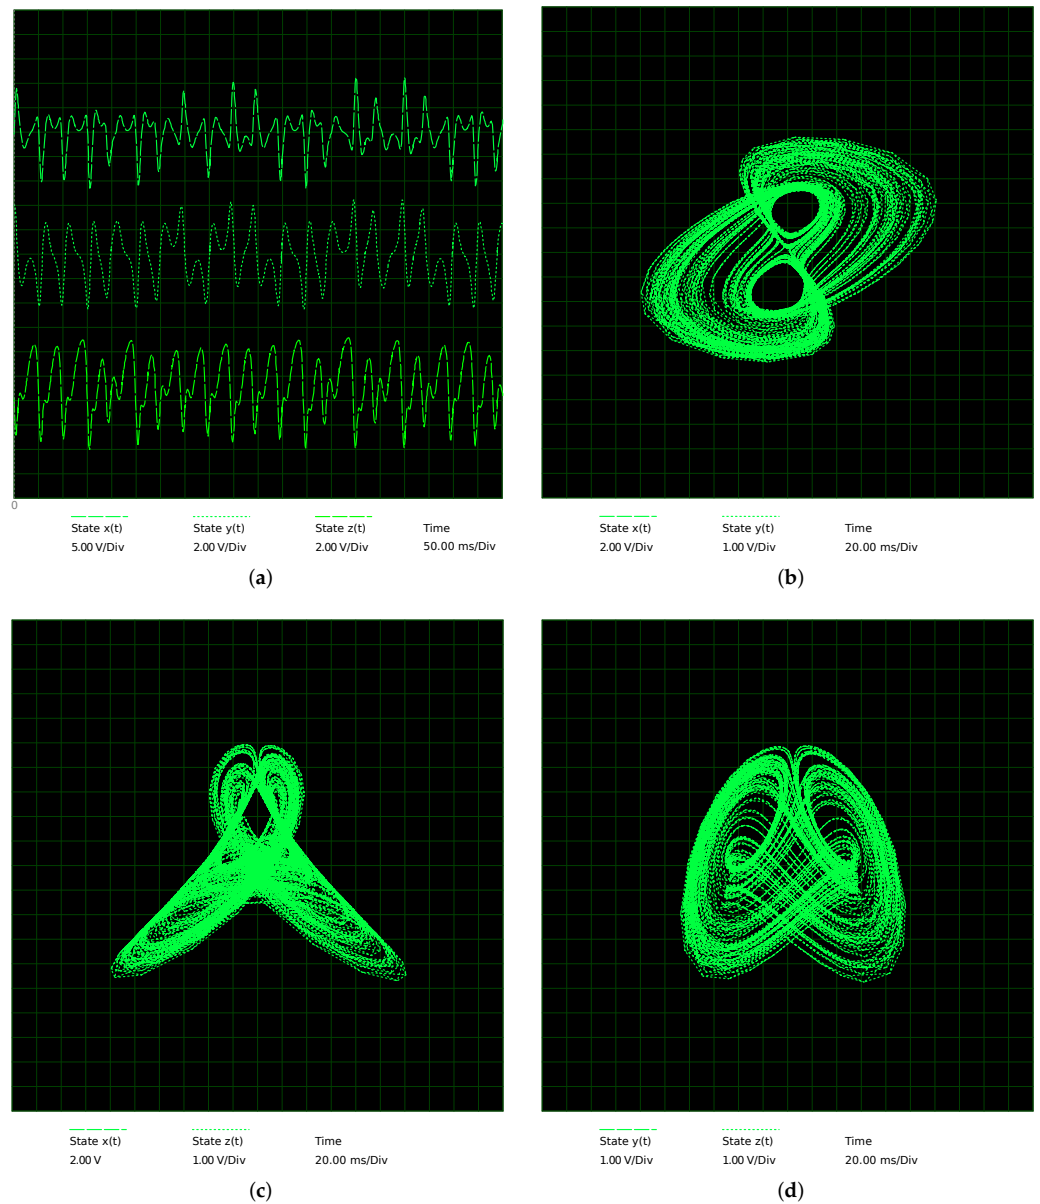 0
State x(t) State y(t) State z(t) Time
5.00 V/Div 2.00 V/Div 2.00 V/Div 50.00 ms/Div
(a)
State x(t) State y(t) Time
2.00 V/Div 1.00 V/Div 20.00 ms/Div
(b)
State x(t) State z(t) Time
2.00 V 1.00 V/Div 20.00 ms/Div
(c)
State y(t) State z(t) Time
1.00 V/Div 1.00 V/Div 20.00 ms/Div
(d)